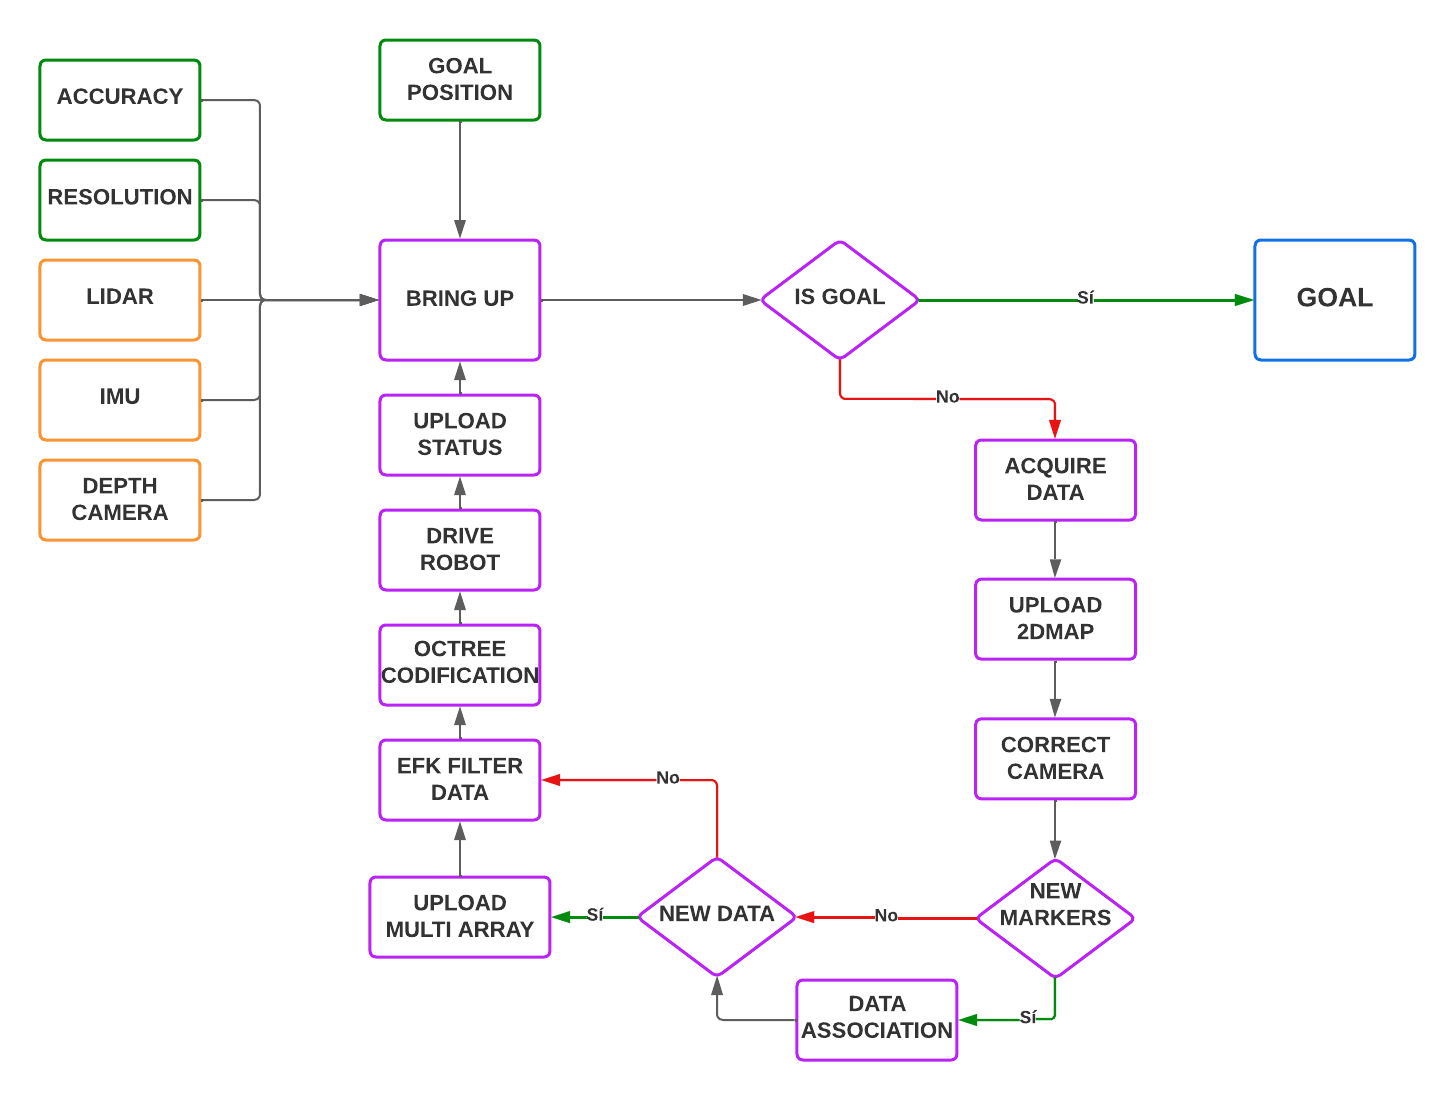 ACCURACY
RESOLUTION
LIDAR
IMU
DEPTH
CAMERA
GOAL
POSITION
BRING UP
IS GOAL
Sí
GOAL
No
ACQUIRE
DATA
UPLOAD
2DMAP
CORRECT
CAMERA
NEW
MARKERS
No
Sí
DATA
ASSOCIATION
NEW DATA
No
Sí
UPLOAD
MULTI ARRAY
EFK FILTER
DATA
OCTREE
CODIFICATION
DRIVE
ROBOT
UPLOAD
STATUS